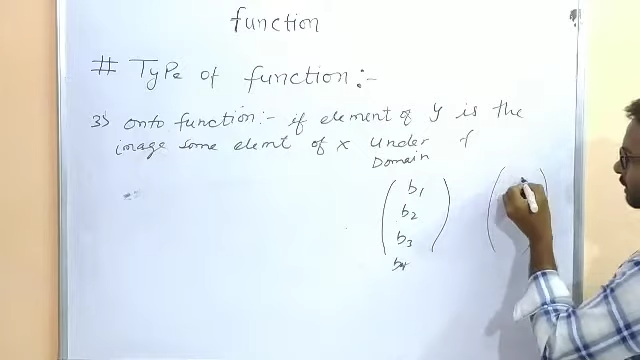 function
# Type of function:-
3) onto function:- if element of y is the
image some elemt of x under f
Domain
b1
b2
b3
b4